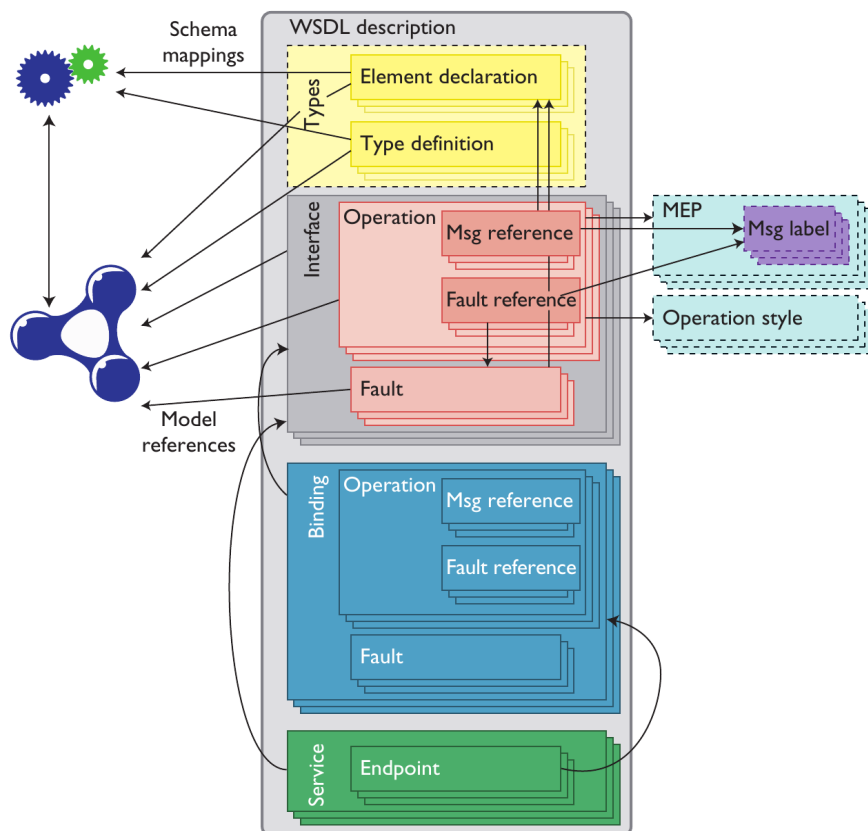 WSDL description
Schema
mappings
Types
Element declaration
Type definition
Interface
Operation
Msg reference
Fault reference
Fault
MEP
Msg label
Operation style
Model
references
Binding
Operation
Msg reference
Fault reference
Fault
Service
Endpoint